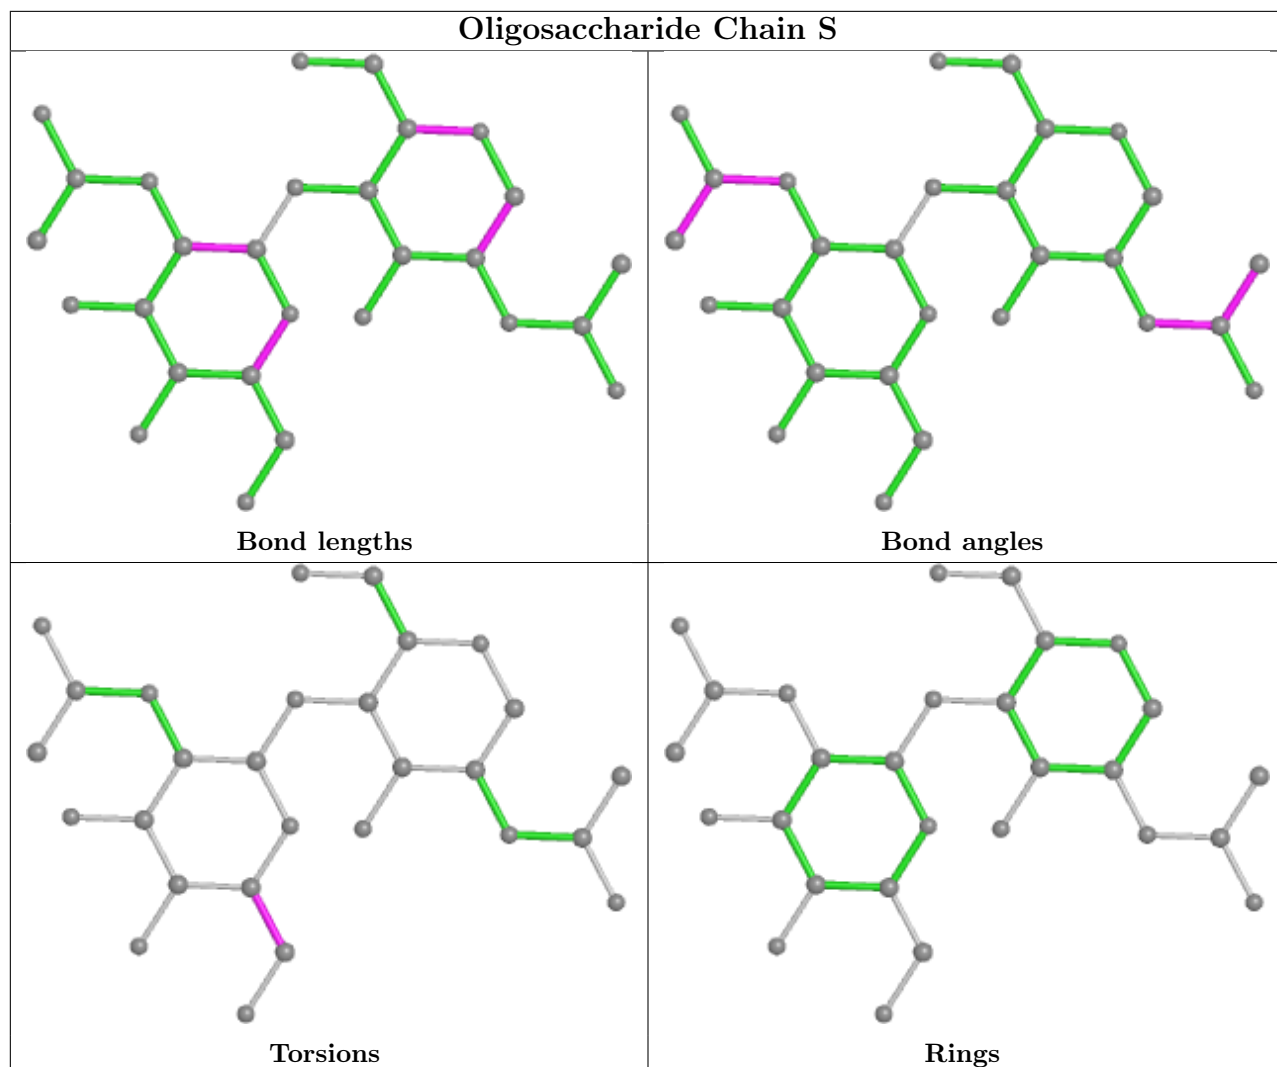 Oligosaccharide Chain S
Bond lengths
Bond angles
Torsions
Rings